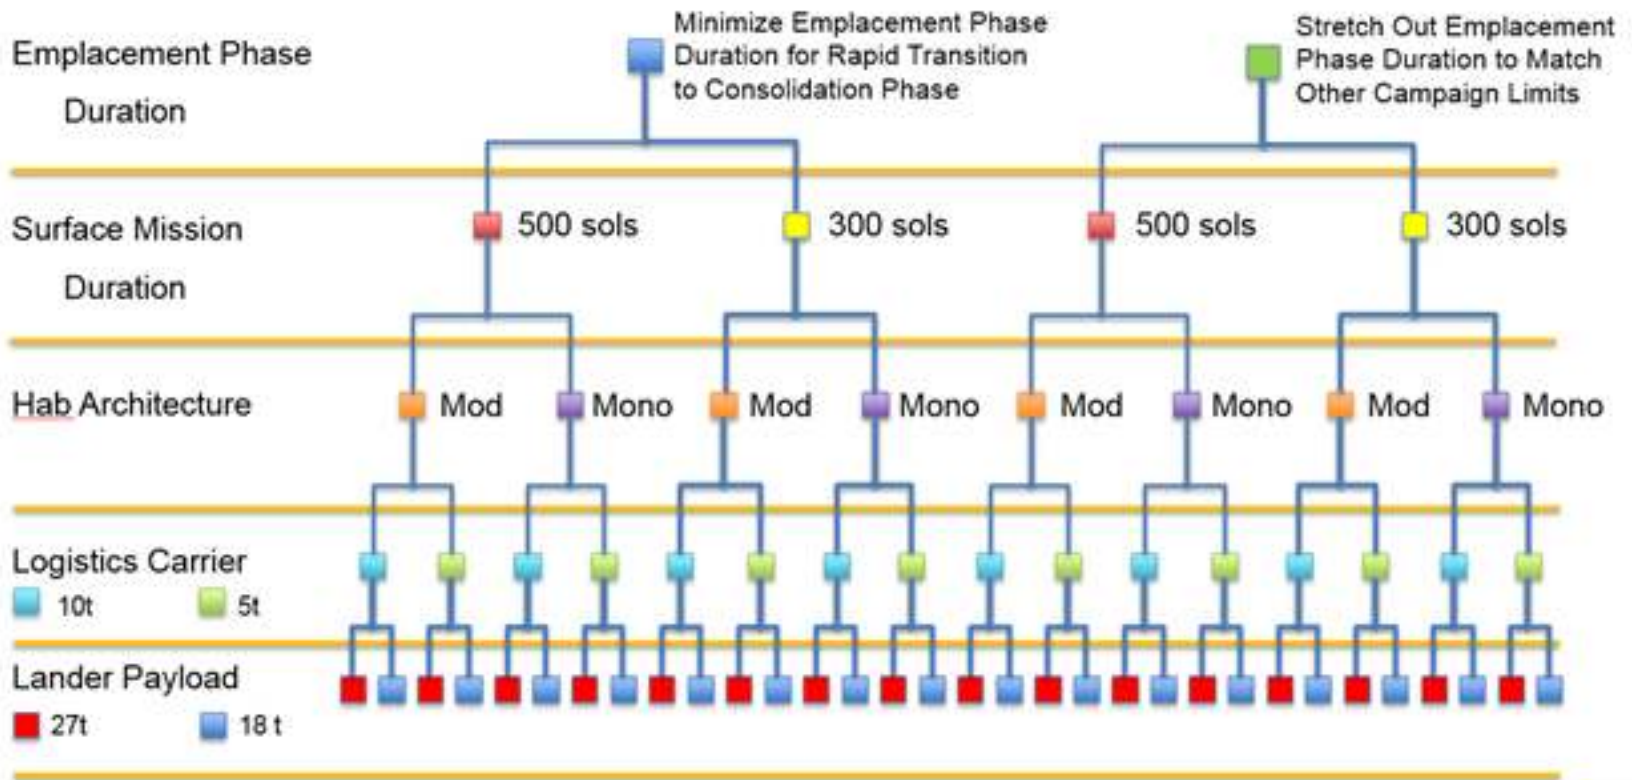 Emplacement Phase
Duration
Minimize Emplacement Phase
Duration for Rapid Transition
to Consolidation Phase
Stretch Out Emplacement
Phase Duration to Match
Other Campaign Limits
Surface Mission
Duration
500 sols
300 sols
500 sols
300 sols
Hab Architecture
Mod
Mono
Mod
Mono
Mod
Mono
Mod
Mono
Logistics Carrier
10t
5t
Lander Payload
27t
18 t